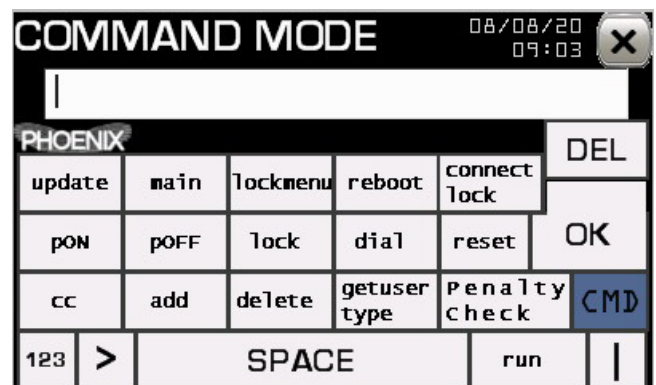 COMMAND MODE 08/08/20
09:03 X
|
PHOENIX
DEL
update main lockmenu reboot connect
lock
pON pOFF lock dial reset OK
cc add delete getuser
type Penalty
Check CMD
123 > SPACE run |